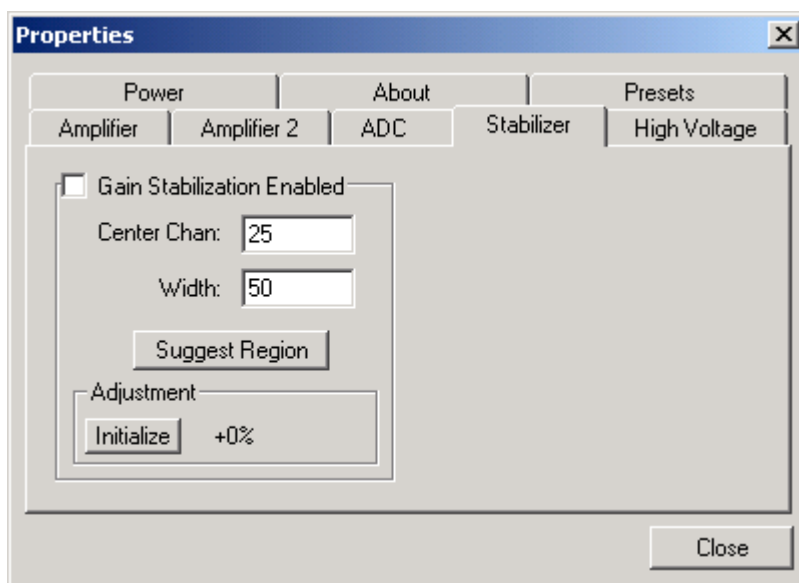 Properties
Power About Presets
Amplifier Amplifier 2 ADC Stabilizer High Voltage
Gain Stabilization Enabled
Center Chan: 25
Width: 50
Suggest Region
Adjustment
Initialize +0%
Close